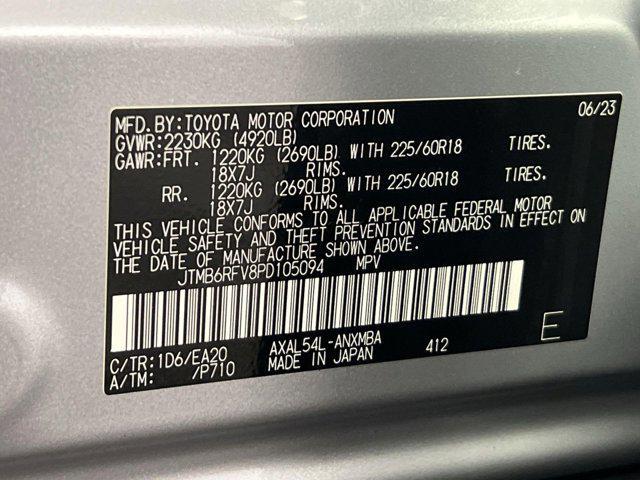 MFD.BY:TOYOTA MOTOR CORPORATION 06/23
GVWR:2230KG (4920LB)
GAWR:FRT. 1220KG (2690LB) WITH 225/60R18 TIRES.
18X7J RIMS.
RR. 1220KG (2690LB) WITH 225/60R18 TIRES.
18X7J RIMS.
THIS VEHICLE CONFORMS TO ALL APPLICABLE FEDERAL MOTOR
VEHICLE SAFETY AND THEFT PREVENTION STANDARDS IN EFFECT ON
THE DATE OF MANUFACTURE SHOWN ABOVE.
JTMB6RFV8PD105094 MPV
E
C/TR:1D6/EA20 AXAL54L-ANXMBA 412
A/TM: /P710 MADE IN JAPAN